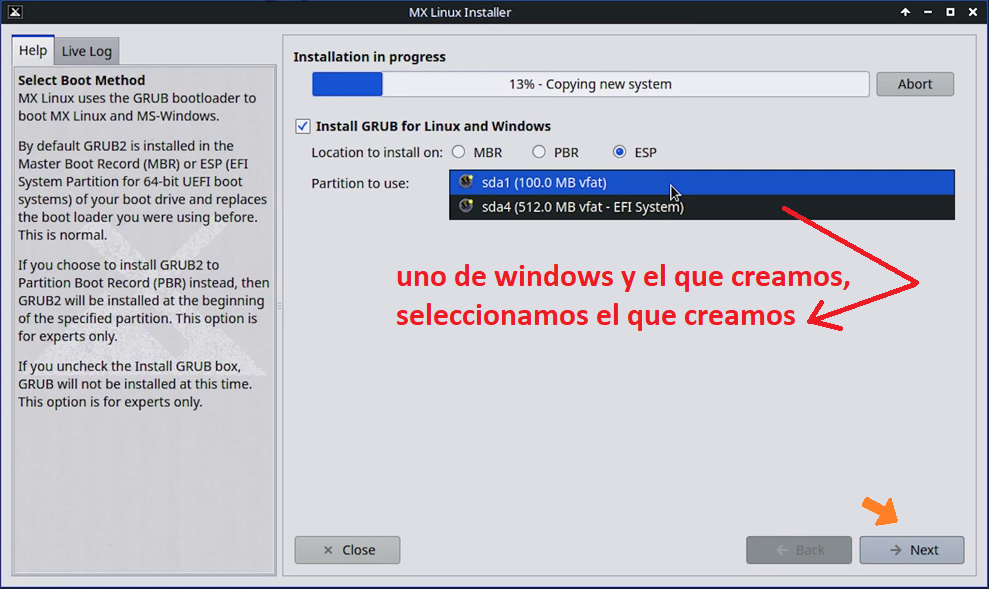 MX Linux Installer
Help
Live Log
Select Boot Method
MX Linux uses the GRUB bootloader to
boot MX Linux and MS-Windows.
By default GRUB2 is installed in the
Master Boot Record (MBR) or ESP (EFI
System Partition for 64-bit UEFI boot
systems) of your boot drive and replaces
the boot loader you were using before.
This is normal.
If you choose to install GRUB2 to
Partition Boot Record (PBR) instead, then
GRUB2 will be installed at the beginning
of the specified partition. This option is
for experts only.
If you uncheck the Install GRUB box,
GRUB will not be installed at this time.
This option is for experts only.
Installation in progress
13% - Copying new system
Abort
Install GRUB for Linux and Windows
Location to install on: MBR PBR ESP
Partition to use:
sda1 (100.0 MB vfat)
sda4 (512.0 MB vfat - EFI System)
uno de windows y el que creamos,
seleccionamos el que creamos
Close
Back
Next